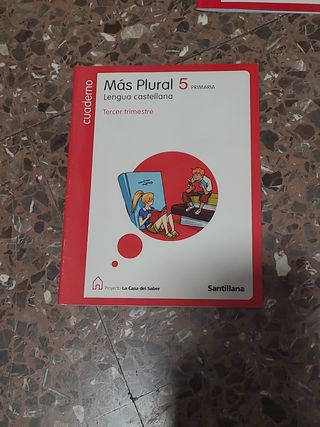 cuaderno
Más Plural 5 PRIMARIA
Lengua castellana
Tercer trimestre
Proyecto La Casa del Saber
Santillana